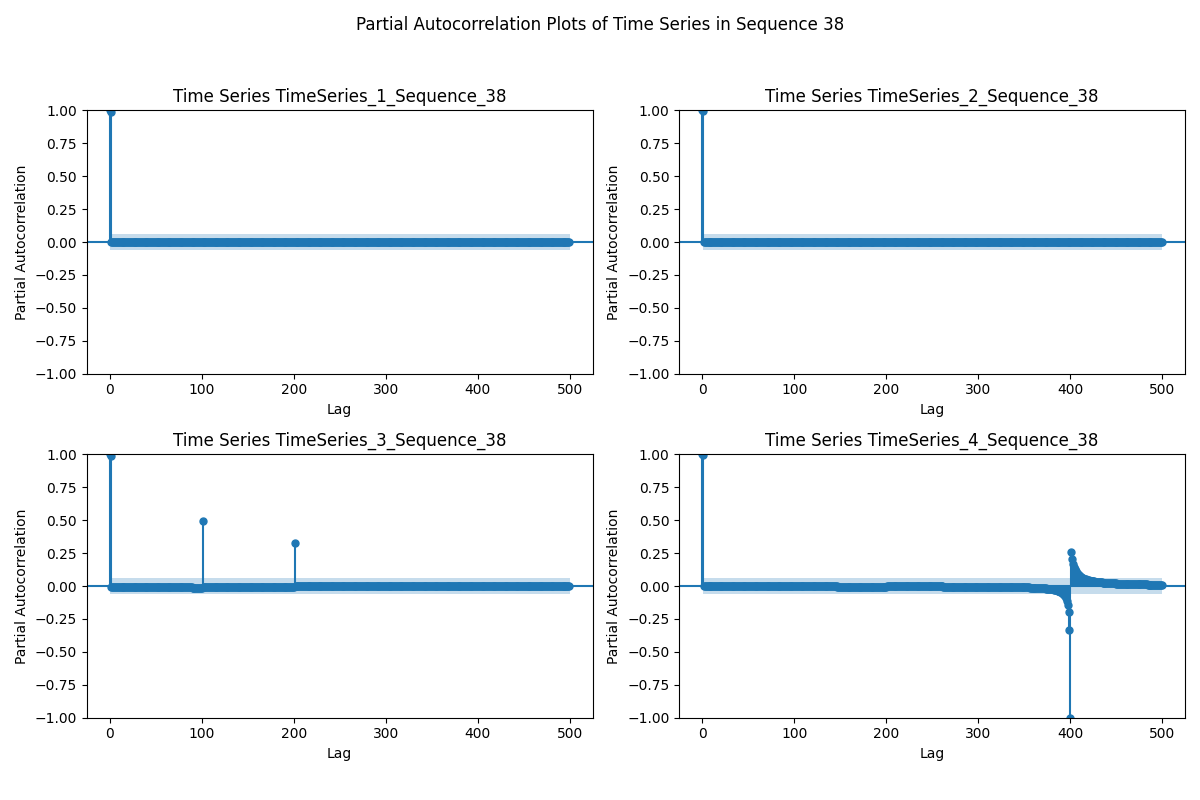 Partial Autocorrelation Plots of Time Series in Sequence 38
Time Series TimeSeries_1_Sequence_38
1.00
0.75
0.50
0.25
0.00
−0.25
−0.50
−0.75
−1.00
Partial Autocorrelation
0 100 200 300 400 500
Lag
Time Series TimeSeries_2_Sequence_38
1.00
0.75
0.50
0.25
0.00
−0.25
−0.50
−0.75
−1.00
Partial Autocorrelation
0 100 200 300 400 500
Lag
Time Series TimeSeries_3_Sequence_38
1.00
0.75
0.50
0.25
0.00
−0.25
−0.50
−0.75
−1.00
Partial Autocorrelation
0 100 200 300 400 500
Lag
Time Series TimeSeries_4_Sequence_38
1.00
0.75
0.50
0.25
0.00
−0.25
−0.50
−0.75
−1.00
Partial Autocorrelation
0 100 200 300 400 500
Lag